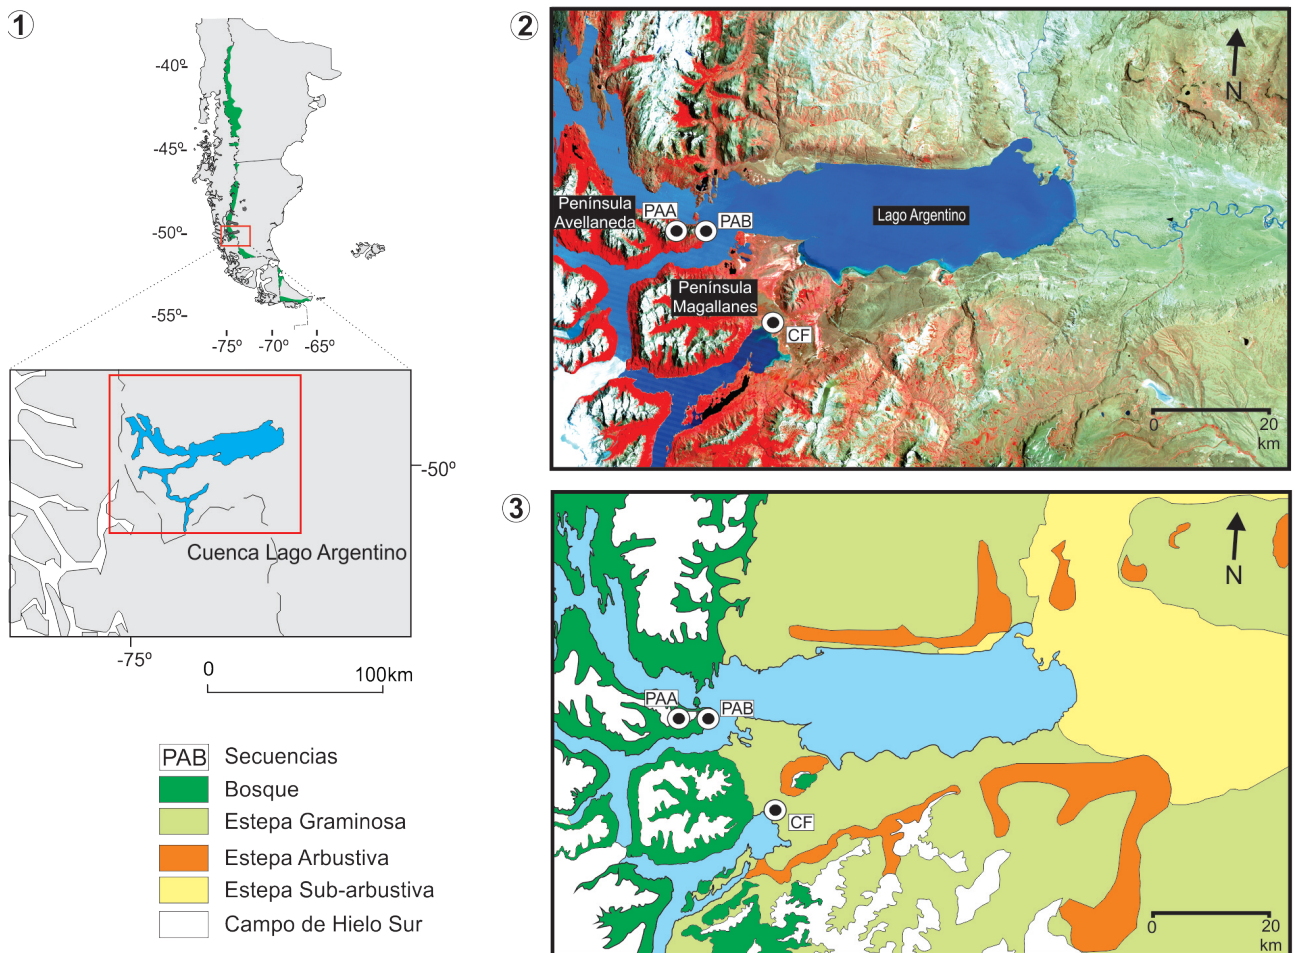 1
-40º
-45º
-50º
-55º
-75º -70º -65º
Cuenca Lago Argentino
-50º
-75º
0 100km
PAB Secuencias
Bosque
Estepa Graminosa
Estepa Arbustiva
Estepa Sub-arbustiva
Campo de Hielo Sur
2
N
Península
Avellaneda
PAA
PAB
Lago Argentino
Península
Magallanes
CF
0 20
km
3
N
PAA
PAB
CF
0 20
km